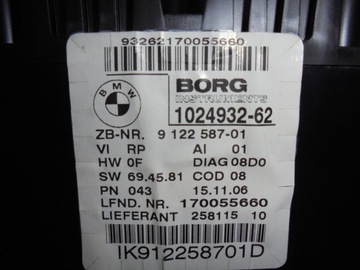 93262170055660
BMW
BORG
INSTRUMENTS
1024932-62
ZB-NR. 9 122 587-01
VI RP AI 01
HW 0F DIAG 08D0
SW 69.45.81 COD 08
PN 043 15.11.06
LFND. NR. 170055660
LIEFERANT 258115 10
IK912258701D